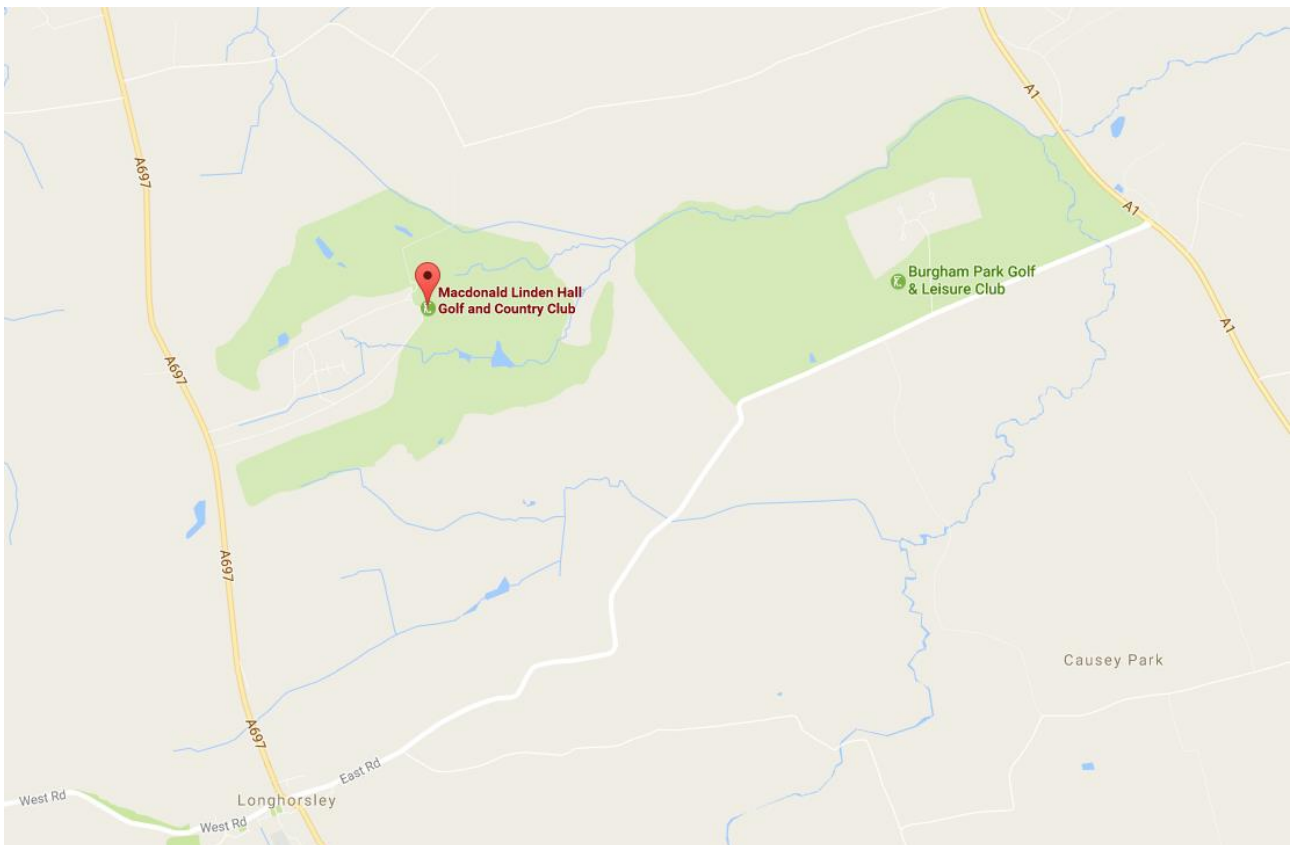 A1
A697
A1
Macdonald Linden Hall
Golf and Country Club
Burgham Park Golf
& Leisure Club
A1
A697
A697
Causey Park
A697
East Rd
West Rd
Longhorsley
West Rd